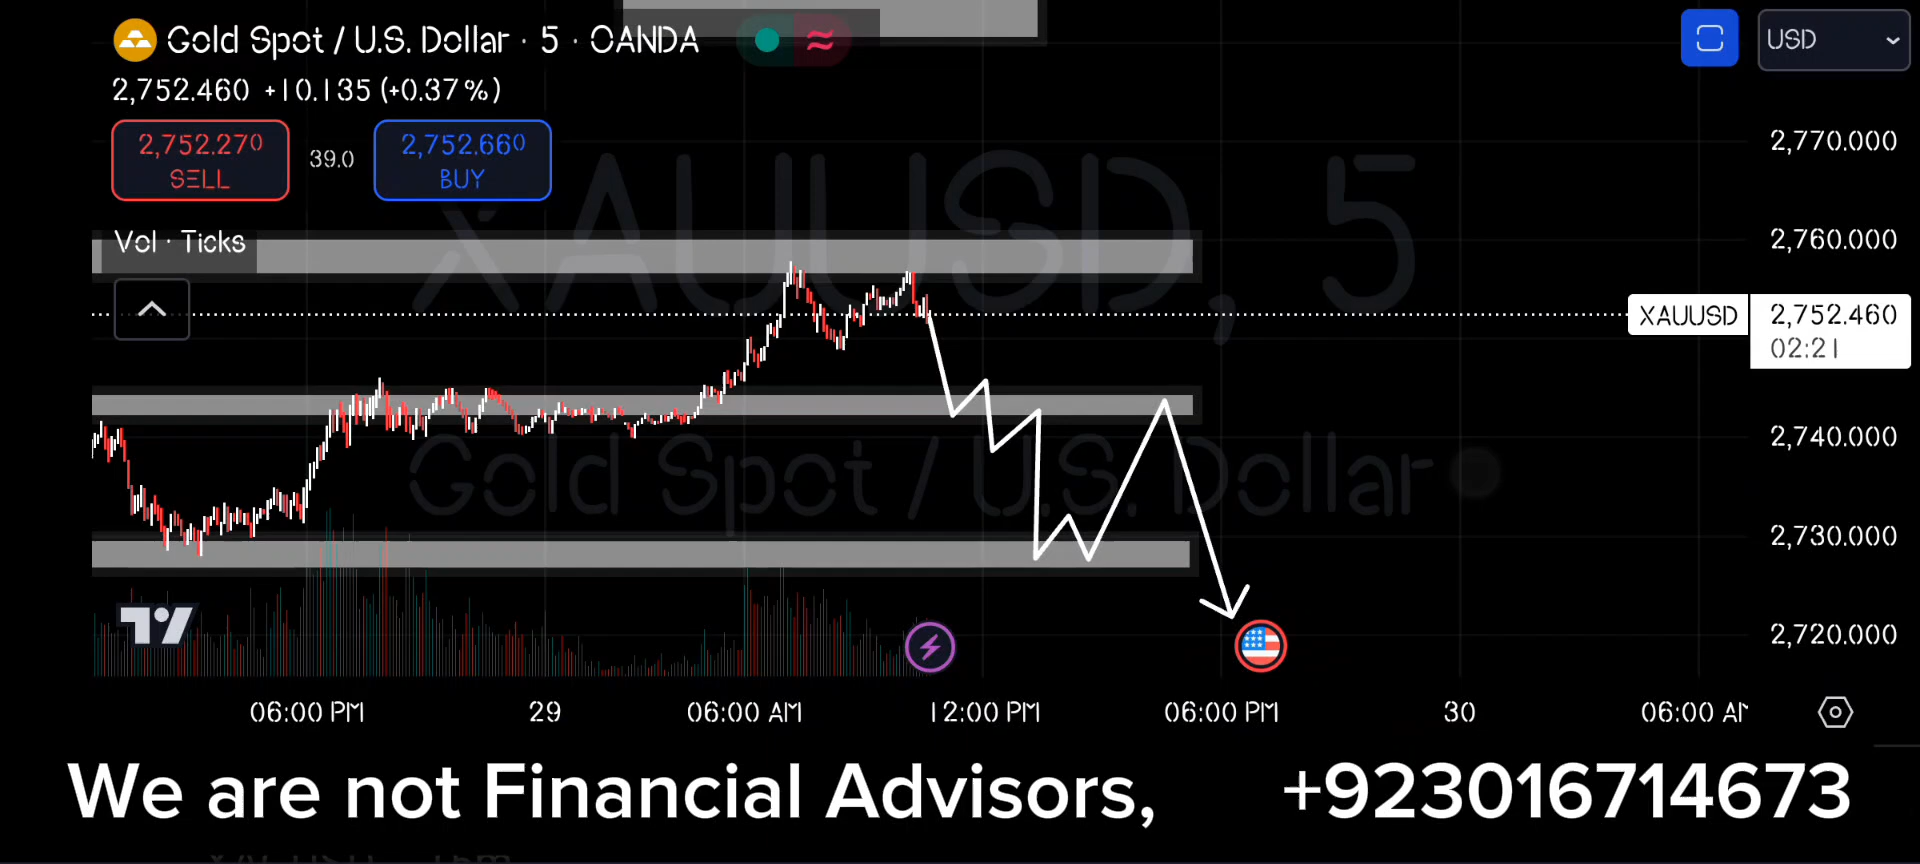 Gold Spot / U.S. Dollar · 5 · OANDA
USD
2,752.460 +10.135 (+0.37%)
2,752.270
SELL
39.0
2,752.660
BUY
Vol · Ticks
XAUUSD, 5
Gold Spot / U.S. Dollar
2,770.000
2,760.000
XAUUSD 2,752.460
02:21
2,740.000
2,730.000
2,720.000
06:00 PM 29 06:00 AM 12:00 PM 06:00 PM 30 06:00
We are not Financial Advisors, +923016714673